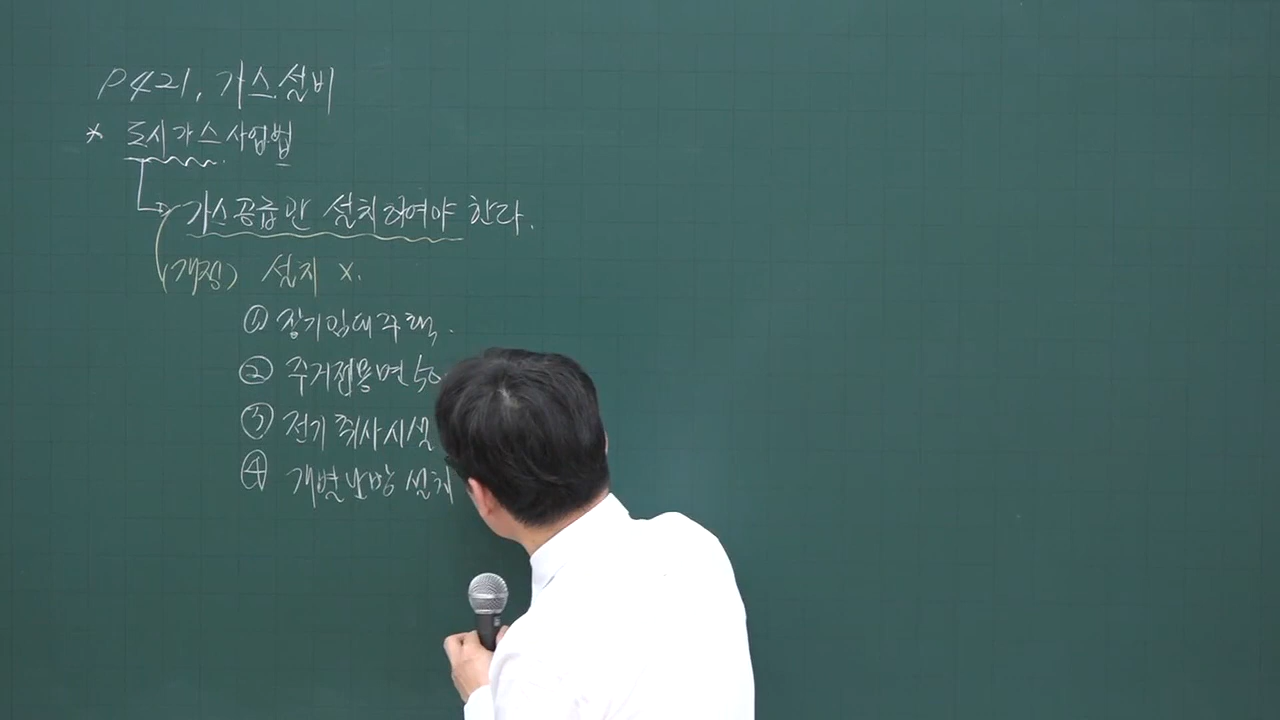 P421. 가스설비
* 도시가스사업법
가스공급만 설치하여야 한다.
(개정) 설치 x.
① 장기임대주택.
② 주거전용면 50
③ 전기취사시설
④ 개별난방 설치